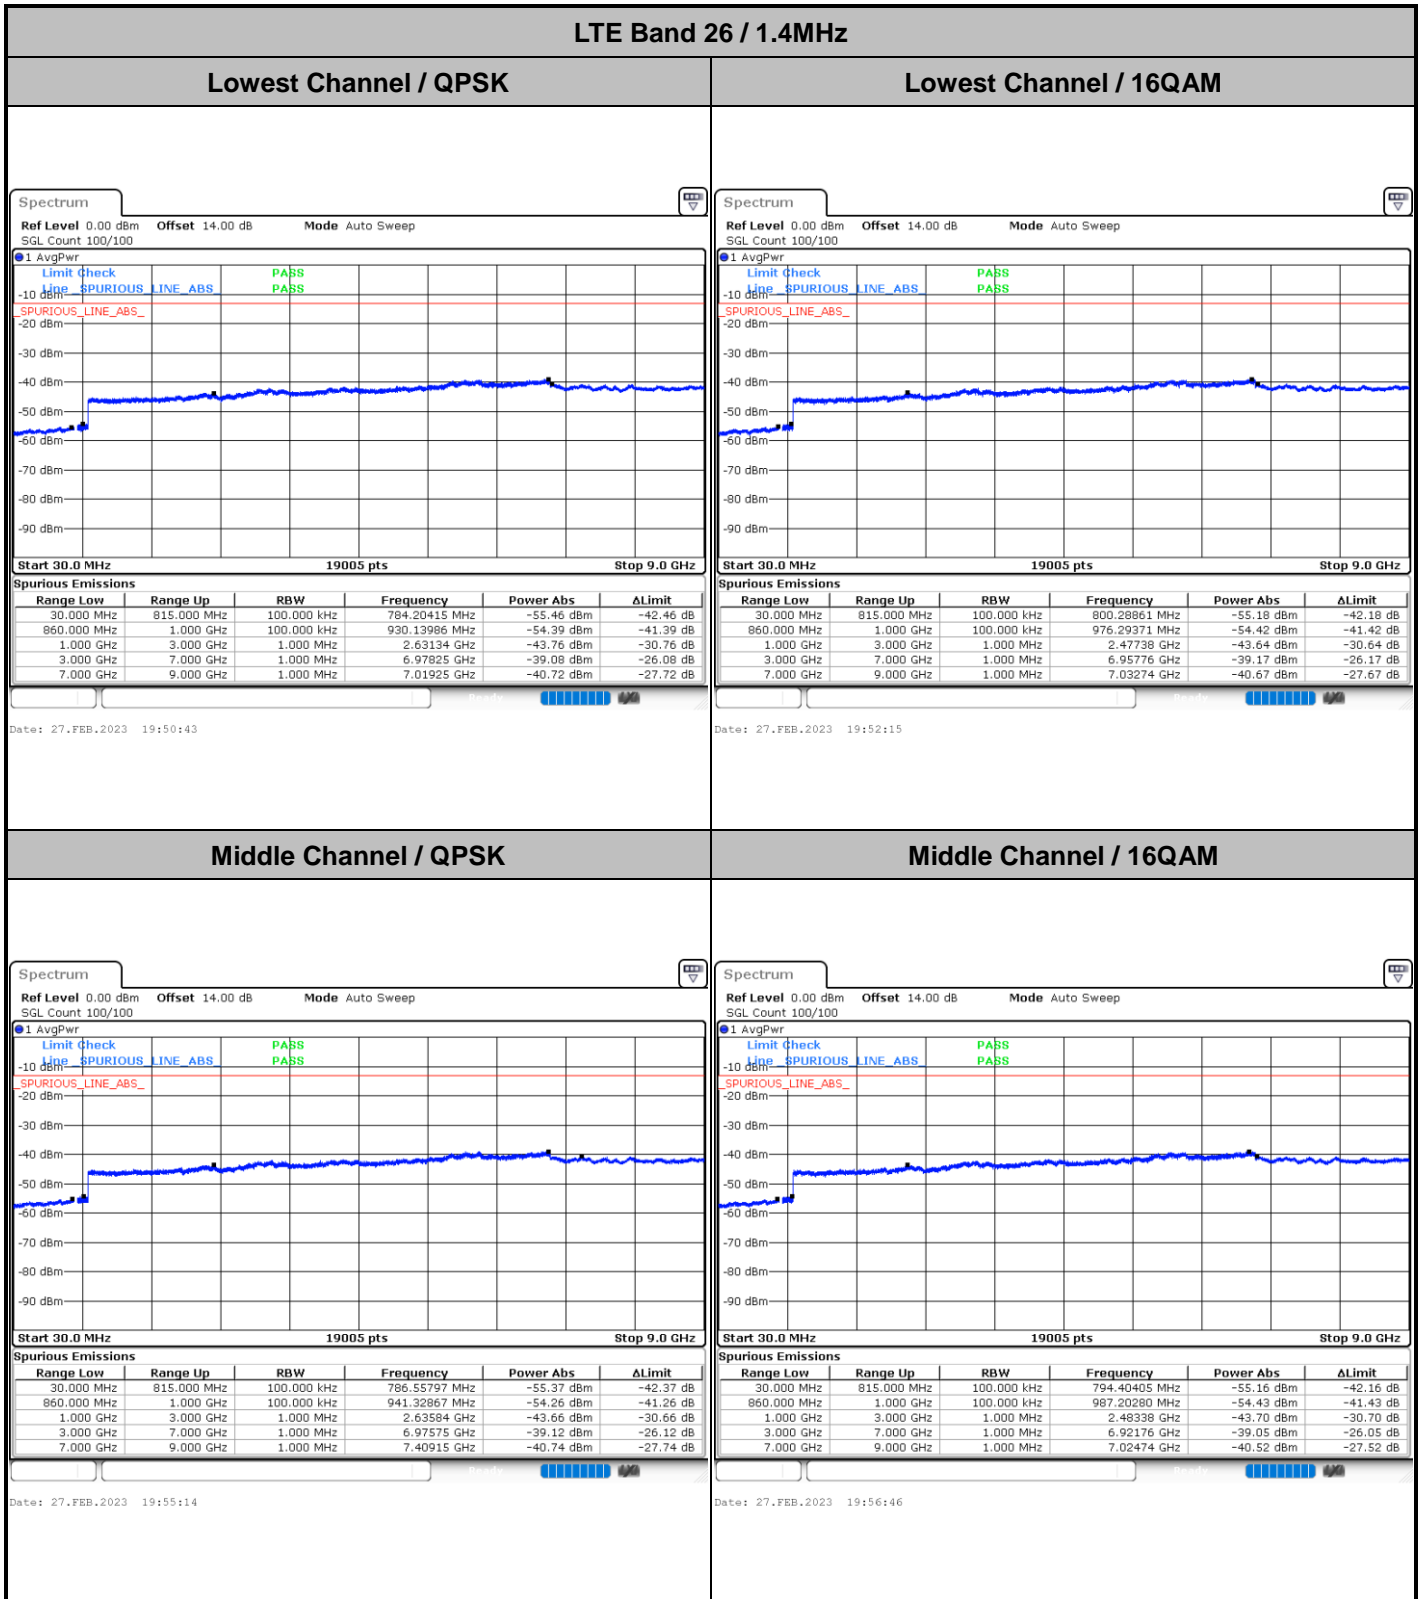 LTE Band 26 / 1.4MHz
Lowest Channel / QPSK
Lowest Channel / 16QAM
Spectrum
Ref Level 0.00 dBm Offset 14.00 dB Mode Auto Sweep
SGL Count 100/100
1 AvgPwr
Limit Check PASS
Line _SPURIOUS_LINE_ABS_ PASS
-10 dBm
_SPURIOUS_LINE_ABS_
-20 dBm
-30 dBm
-40 dBm
-50 dBm
-60 dBm
-70 dBm
-80 dBm
-90 dBm
Start 30.0 MHz 19005 pts Stop 9.0 GHz
Spurious Emissions
Range Low Range Up RBW Frequency Power Abs ΔLimit
30.000 MHz 815.000 MHz 100.000 kHz 784.20415 MHz -55.46 dBm -42.46 dB
860.000 MHz 1.000 GHz 100.000 kHz 930.13986 MHz -54.39 dBm -41.39 dB
1.000 GHz 3.000 GHz 1.000 MHz 2.63134 GHz -43.76 dBm -30.76 dB
3.000 GHz 7.000 GHz 1.000 MHz 6.97825 GHz -39.08 dBm -26.08 dB
7.000 GHz 9.000 GHz 1.000 MHz 7.01925 GHz -40.72 dBm -27.72 dB
Date: 27.FEB.2023 19:50:43
Spectrum
Ref Level 0.00 dBm Offset 14.00 dB Mode Auto Sweep
SGL Count 100/100
1 AvgPwr
Limit Check PASS
Line _SPURIOUS_LINE_ABS_ PASS
-10 dBm
_SPURIOUS_LINE_ABS_
-20 dBm
-30 dBm
-40 dBm
-50 dBm
-60 dBm
-70 dBm
-80 dBm
-90 dBm
Start 30.0 MHz 19005 pts Stop 9.0 GHz
Spurious Emissions
Range Low Range Up RBW Frequency Power Abs ΔLimit
30.000 MHz 815.000 MHz 100.000 kHz 800.28861 MHz -55.18 dBm -42.18 dB
860.000 MHz 1.000 GHz 100.000 kHz 976.29371 MHz -54.42 dBm -41.42 dB
1.000 GHz 3.000 GHz 1.000 MHz 2.47738 GHz -43.64 dBm -30.64 dB
3.000 GHz 7.000 GHz 1.000 MHz 6.95776 GHz -39.17 dBm -26.17 dB
7.000 GHz 9.000 GHz 1.000 MHz 7.03274 GHz -40.67 dBm -27.67 dB
Date: 27.FEB.2023 19:52:15
Middle Channel / QPSK
Middle Channel / 16QAM
Spectrum
Ref Level 0.00 dBm Offset 14.00 dB Mode Auto Sweep
SGL Count 100/100
1 AvgPwr
Limit Check PASS
Line _SPURIOUS_LINE_ABS_ PASS
-10 dBm
_SPURIOUS_LINE_ABS_
-20 dBm
-30 dBm
-40 dBm
-50 dBm
-60 dBm
-70 dBm
-80 dBm
-90 dBm
Start 30.0 MHz 19005 pts Stop 9.0 GHz
Spurious Emissions
Range Low Range Up RBW Frequency Power Abs ΔLimit
30.000 MHz 815.000 MHz 100.000 kHz 786.55797 MHz -55.37 dBm -42.37 dB
860.000 MHz 1.000 GHz 100.000 kHz 941.32867 MHz -54.26 dBm -41.26 dB
1.000 GHz 3.000 GHz 1.000 MHz 2.63584 GHz -43.66 dBm -30.66 dB
3.000 GHz 7.000 GHz 1.000 MHz 6.97575 GHz -39.12 dBm -26.12 dB
7.000 GHz 9.000 GHz 1.000 MHz 7.40915 GHz -40.74 dBm -27.74 dB
Date: 27.FEB.2023 19:55:14
Spectrum
Ref Level 0.00 dBm Offset 14.00 dB Mode Auto Sweep
SGL Count 100/100
1 AvgPwr
Limit Check PASS
Line _SPURIOUS_LINE_ABS_ PASS
-10 dBm
_SPURIOUS_LINE_ABS_
-20 dBm
-30 dBm
-40 dBm
-50 dBm
-60 dBm
-70 dBm
-80 dBm
-90 dBm
Start 30.0 MHz 19005 pts Stop 9.0 GHz
Spurious Emissions
Range Low Range Up RBW Frequency Power Abs ΔLimit
30.000 MHz 815.000 MHz 100.000 kHz 794.40405 MHz -55.16 dBm -42.16 dB
860.000 MHz 1.000 GHz 100.000 kHz 987.20280 MHz -54.43 dBm -41.43 dB
1.000 GHz 3.000 GHz 1.000 MHz 2.48338 GHz -43.70 dBm -30.70 dB
3.000 GHz 7.000 GHz 1.000 MHz 6.92176 GHz -39.05 dBm -26.05 dB
7.000 GHz 9.000 GHz 1.000 MHz 7.02474 GHz -40.52 dBm -27.52 dB
Date: 27.FEB.2023 19:56:46